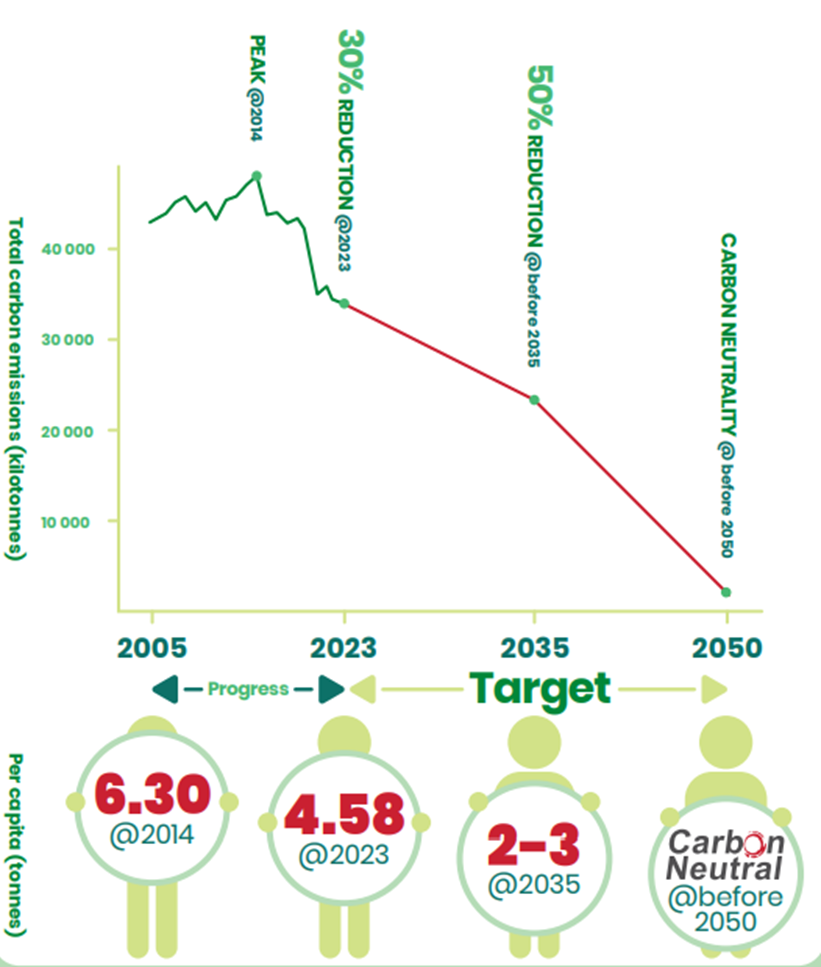 PEAK @2014
30% REDUCTION @2023
50% REDUCTION @before 2035
CARBON NEUTRALITY @ before 2050
Total carbon emissions (kilotonnes)
40 000
30 000
20 000
10 000
2005
2023
2035
2050
Progress
Target
Per capita (tonnes)
6.30
@2014
4.58
@2023
2–3
@2035
Carbon
Neutral
@before
2050